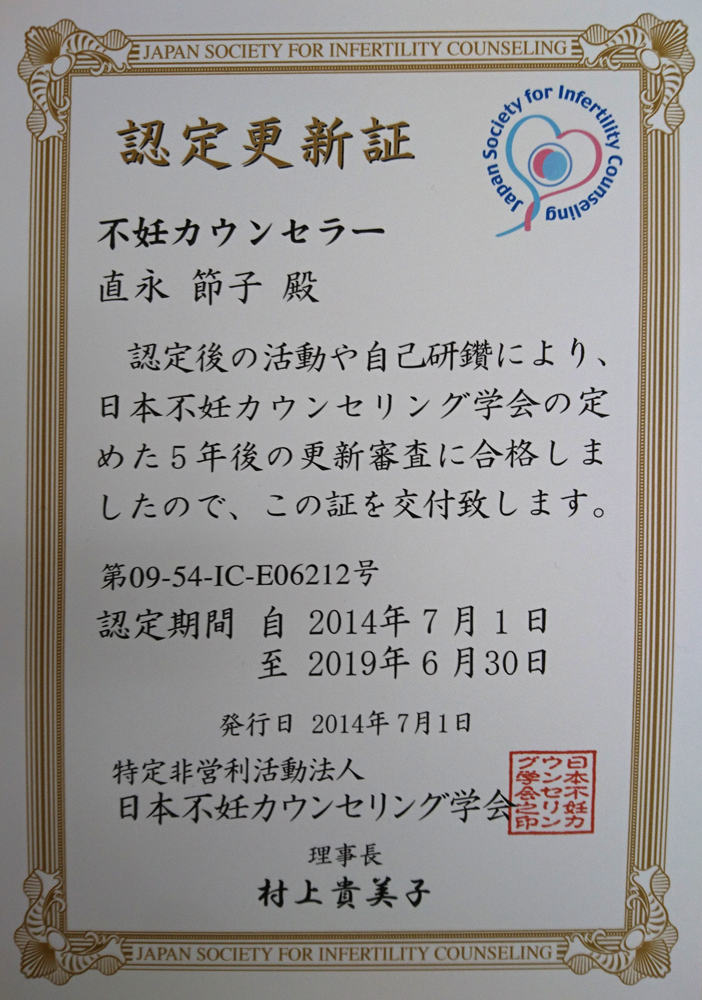 JAPAN SOCIETY FOR INFERTILITY COUNSELING
Japan Society for Infertility Counseling
認定更新証
不妊カウンセラー
直永 節子 殿
認定後の活動や自己研鑽により、
日本不妊カウンセリング学会の定
めた5年後の更新審査に合格しま
したので、この証を交付致します。
第09-54-IC-E06212号
認定期間 自 2014年7月1日
至 2019年6月30日
発行日 2014年7月1日
特定非営利活動法人
日本不妊カウンセリング学会
日本不妊カ
ウンセリン
グ学会之印
理事長
村上貴美子
JAPAN SOCIETY FOR INFERTILITY COUNSELING